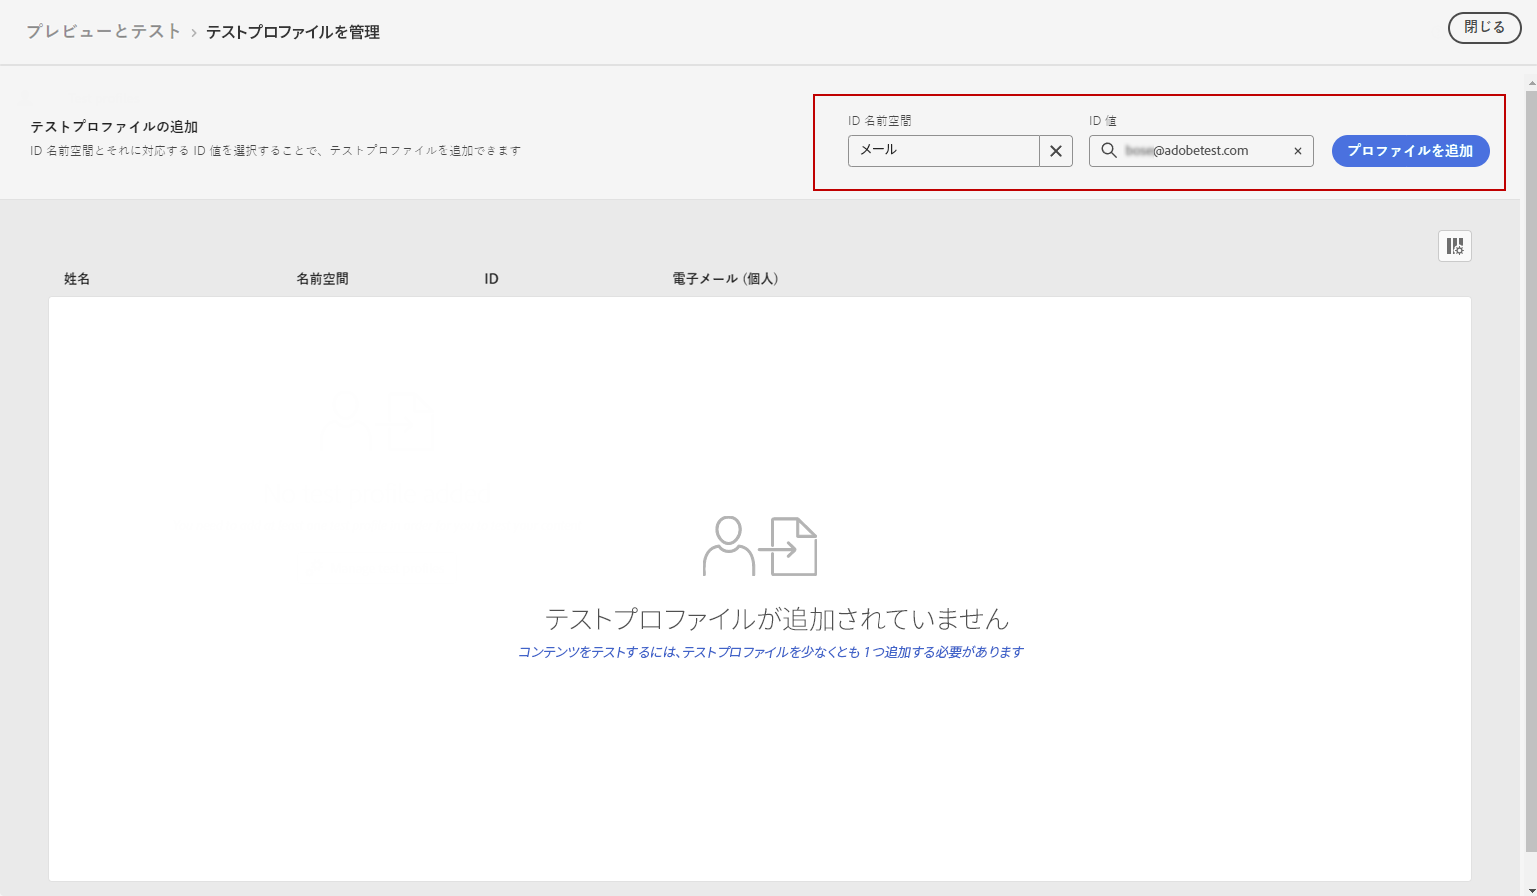 プレビューとテスト › テストプロファイルを管理
閉じる
テストプロファイルの追加
ID 名前空間とそれに対応する ID 値を選択することで、テストプロファイルを追加できます
ID 名前空間
ID 値
メール
@adobetest.com
プロファイルを追加
姓名 名前空間 ID 電子メール (個人)
テストプロファイルが追加されていません
コンテンツをテストするには、テストプロファイルを少なくとも 1 つ追加する必要があります